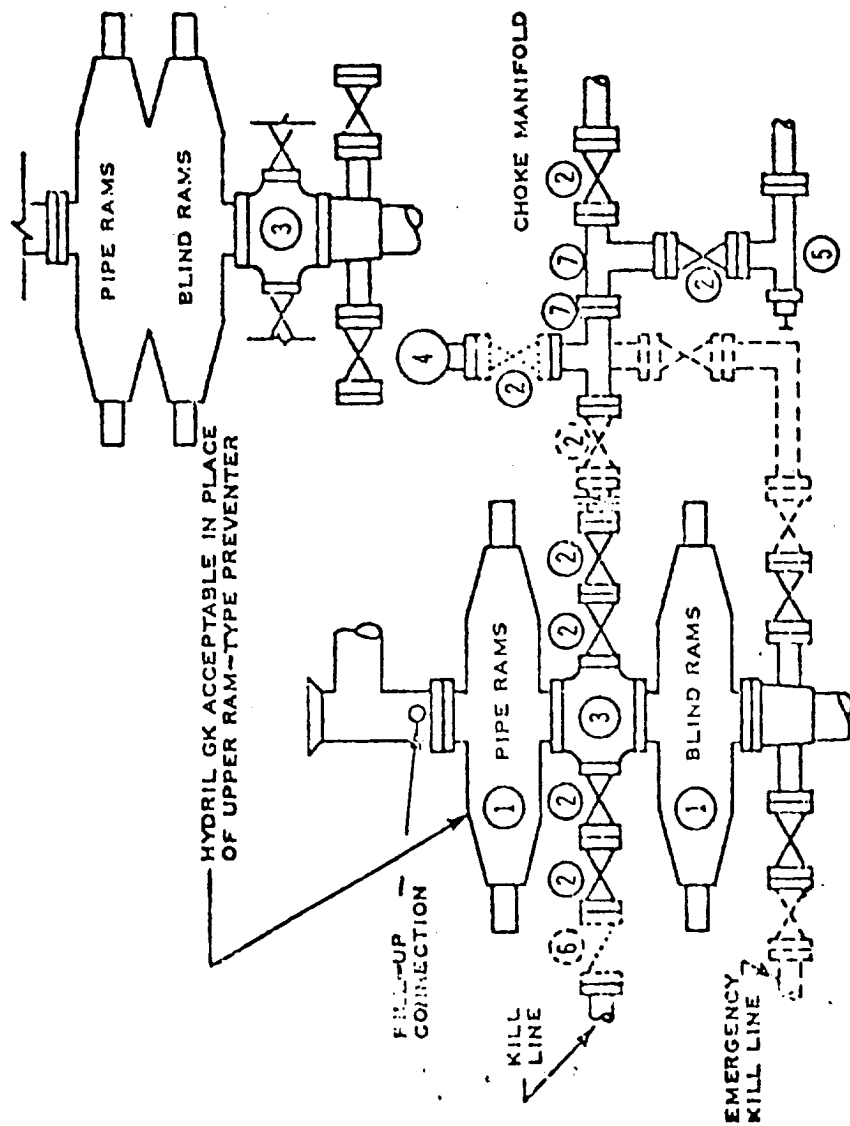 HYDRIL GK ACCEPTABLE IN PLACE
OF UPPER RAM-TYPE PREVENTER
PIPE RAMS
BLIND RAMS
3
FILL-UP
CONNECTION
4
CHOKE MANIFOLD
2
7
7
2
2
5
2
1
PIPE RAMS
2
2
KILL
LINE
6
2
2
3
1
BLIND RAMS
EMERGENCY
KILL LINE